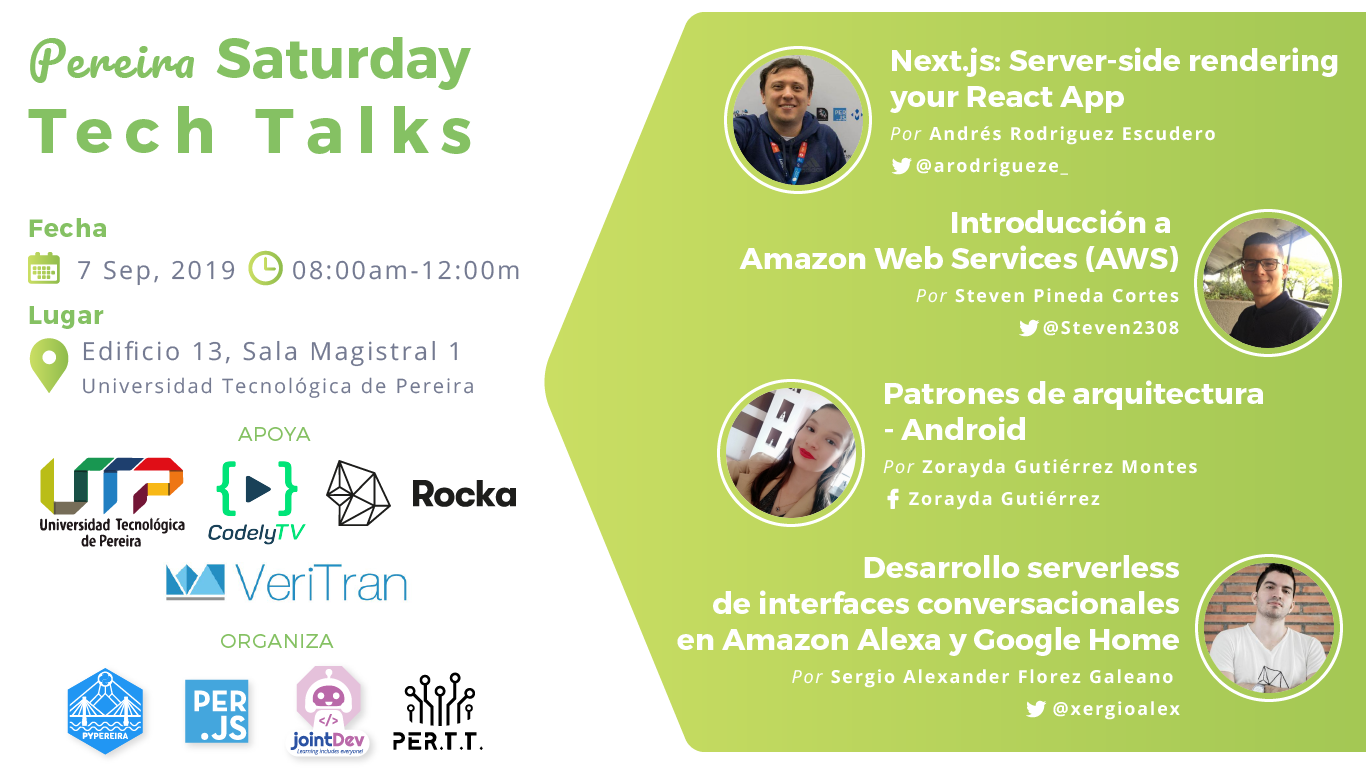 Pereira Saturday
Tech Talks
Fecha
7 Sep, 2019 08:00am-12:00m
Lugar
Edificio 13, Sala Magistral 1
Universidad Tecnológica de Pereira
APOYA
UTP
Universidad Tecnológica
de Pereira
{ }
CodelyTV
Rocka
VeriTran
ORGANIZA
PYPEREIRA
PER
.JS
</>
jointDev
Learning includes everyone!
PER.T.T.
Next.js: Server-side rendering
your React App
Por Andrés Rodriguez Escudero
@arodrigueze_
Introducción a
Amazon Web Services (AWS)
Por Steven Pineda Cortes
@Steven2308
Patrones de arquitectura
- Android
Por Zorayda Gutiérrez Montes
Zorayda Gutiérrez
Desarrollo serverless
de interfaces conversacionales
en Amazon Alexa y Google Home
Por Sergio Alexander Florez Galeano
@xergioalex